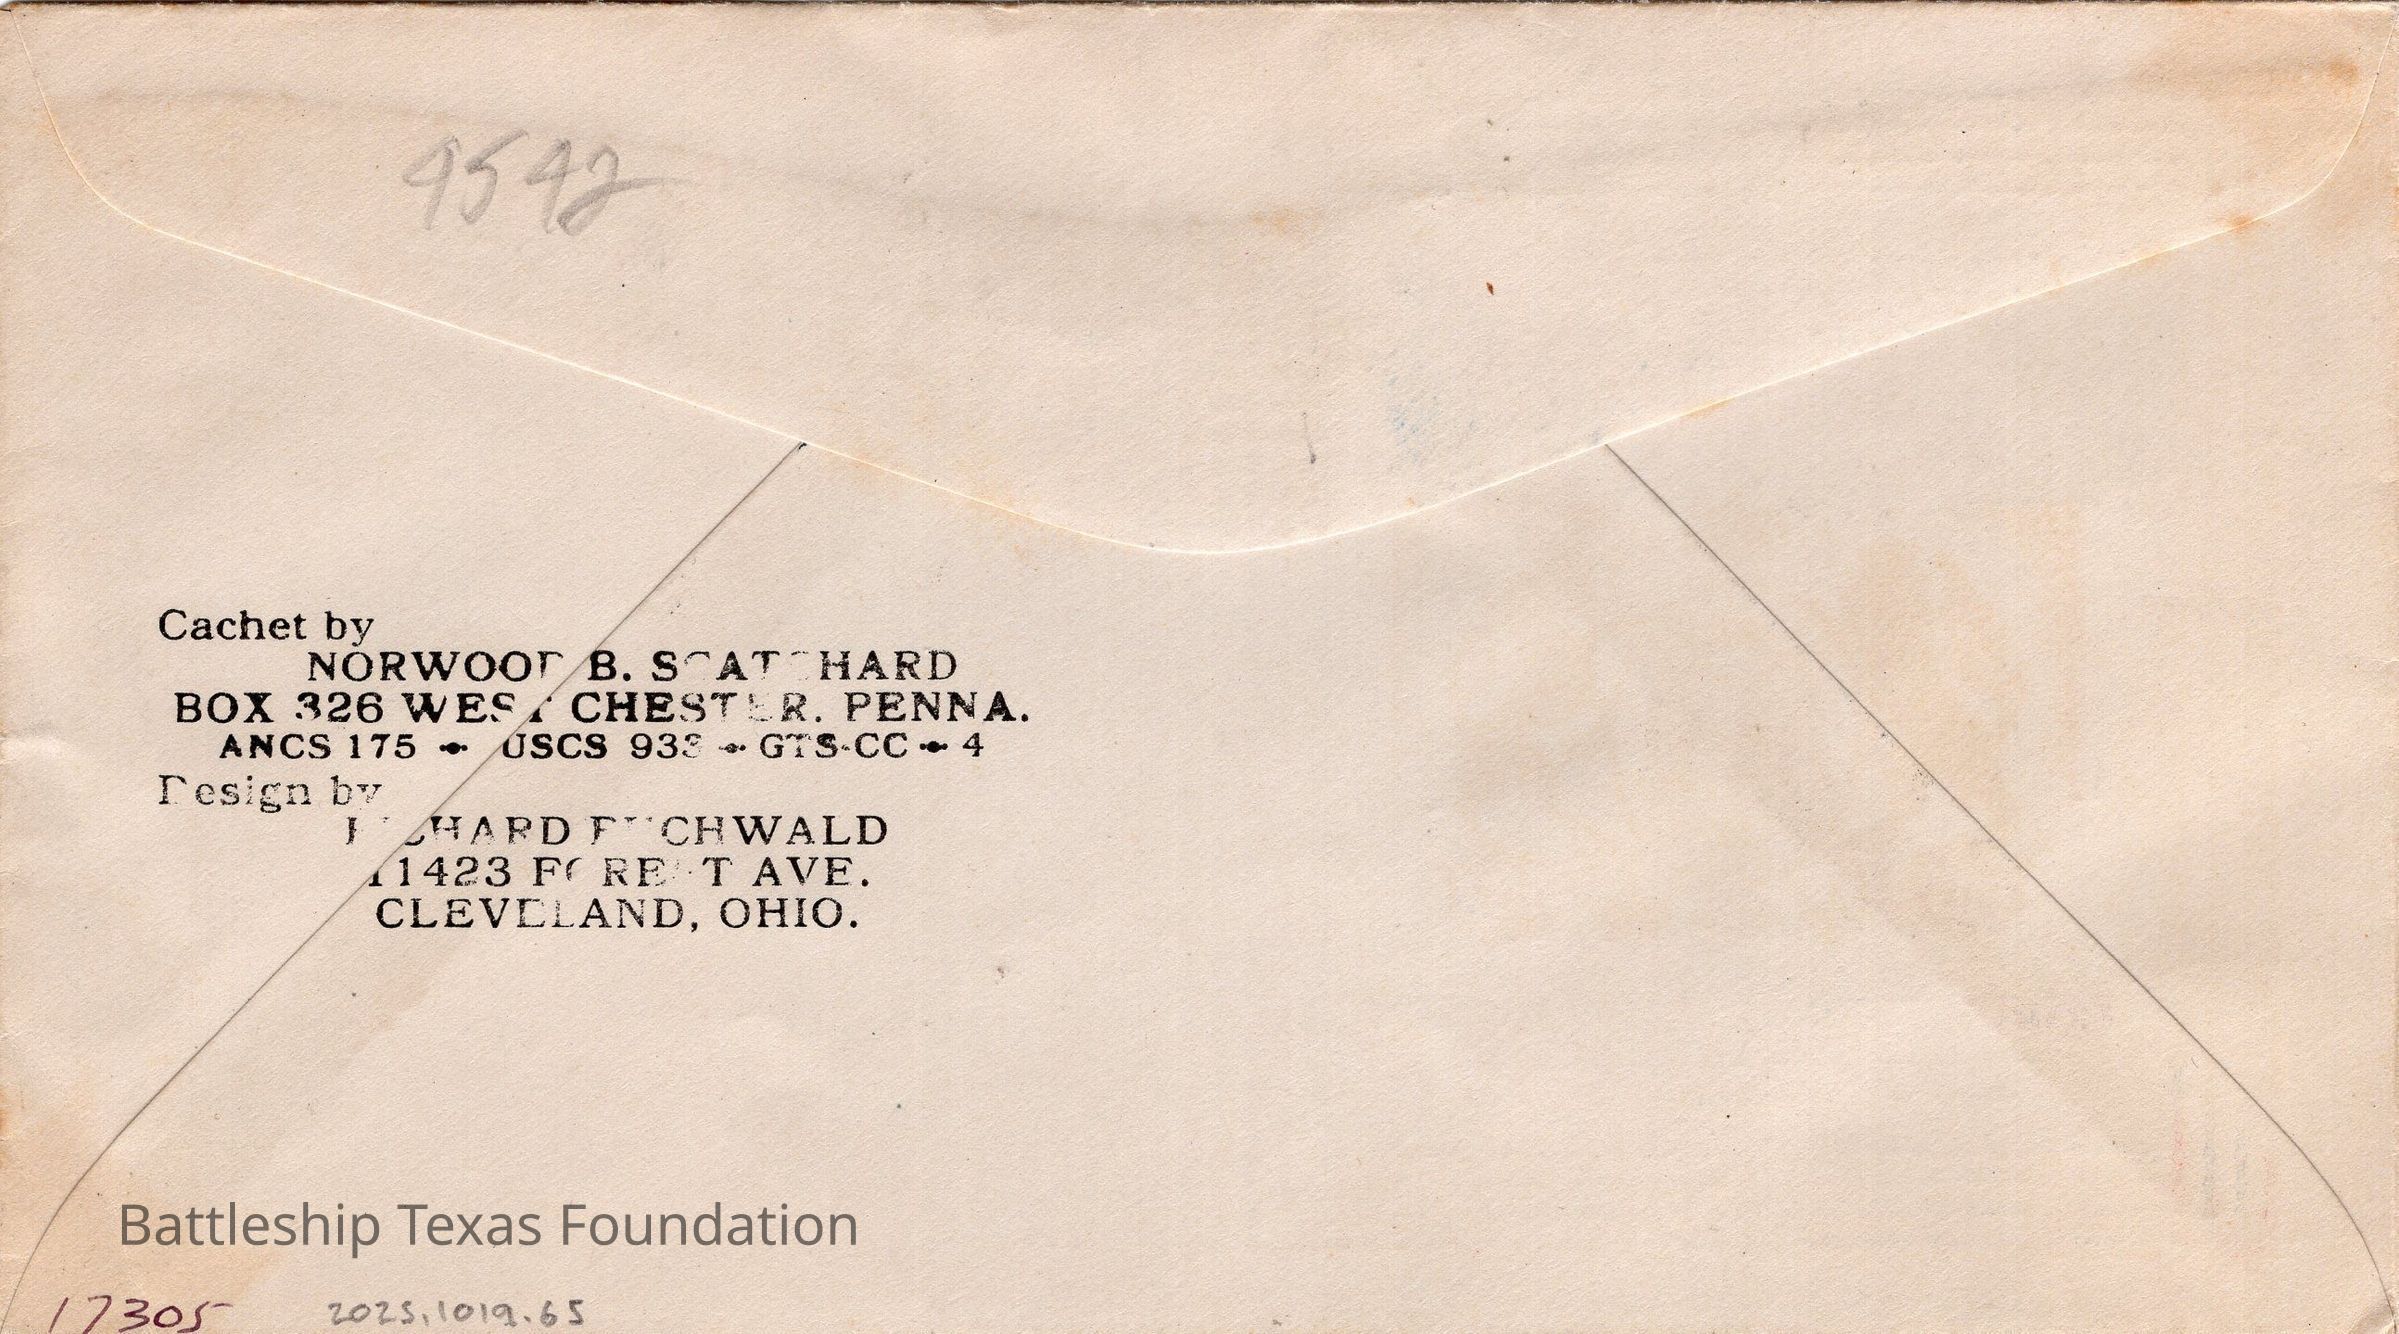 4542
Cachet by
NORWOOD B. SCATCHARD
BOX 326 WEST CHESTER. PENNA.
ANCS 175 USCS 933 GTS-CC 4
Design by
RICHARD BUCHWALD
11423 FOREST AVE.
CLEVELAND, OHIO.
Battleship Texas Foundation
17305 2025.1019.65